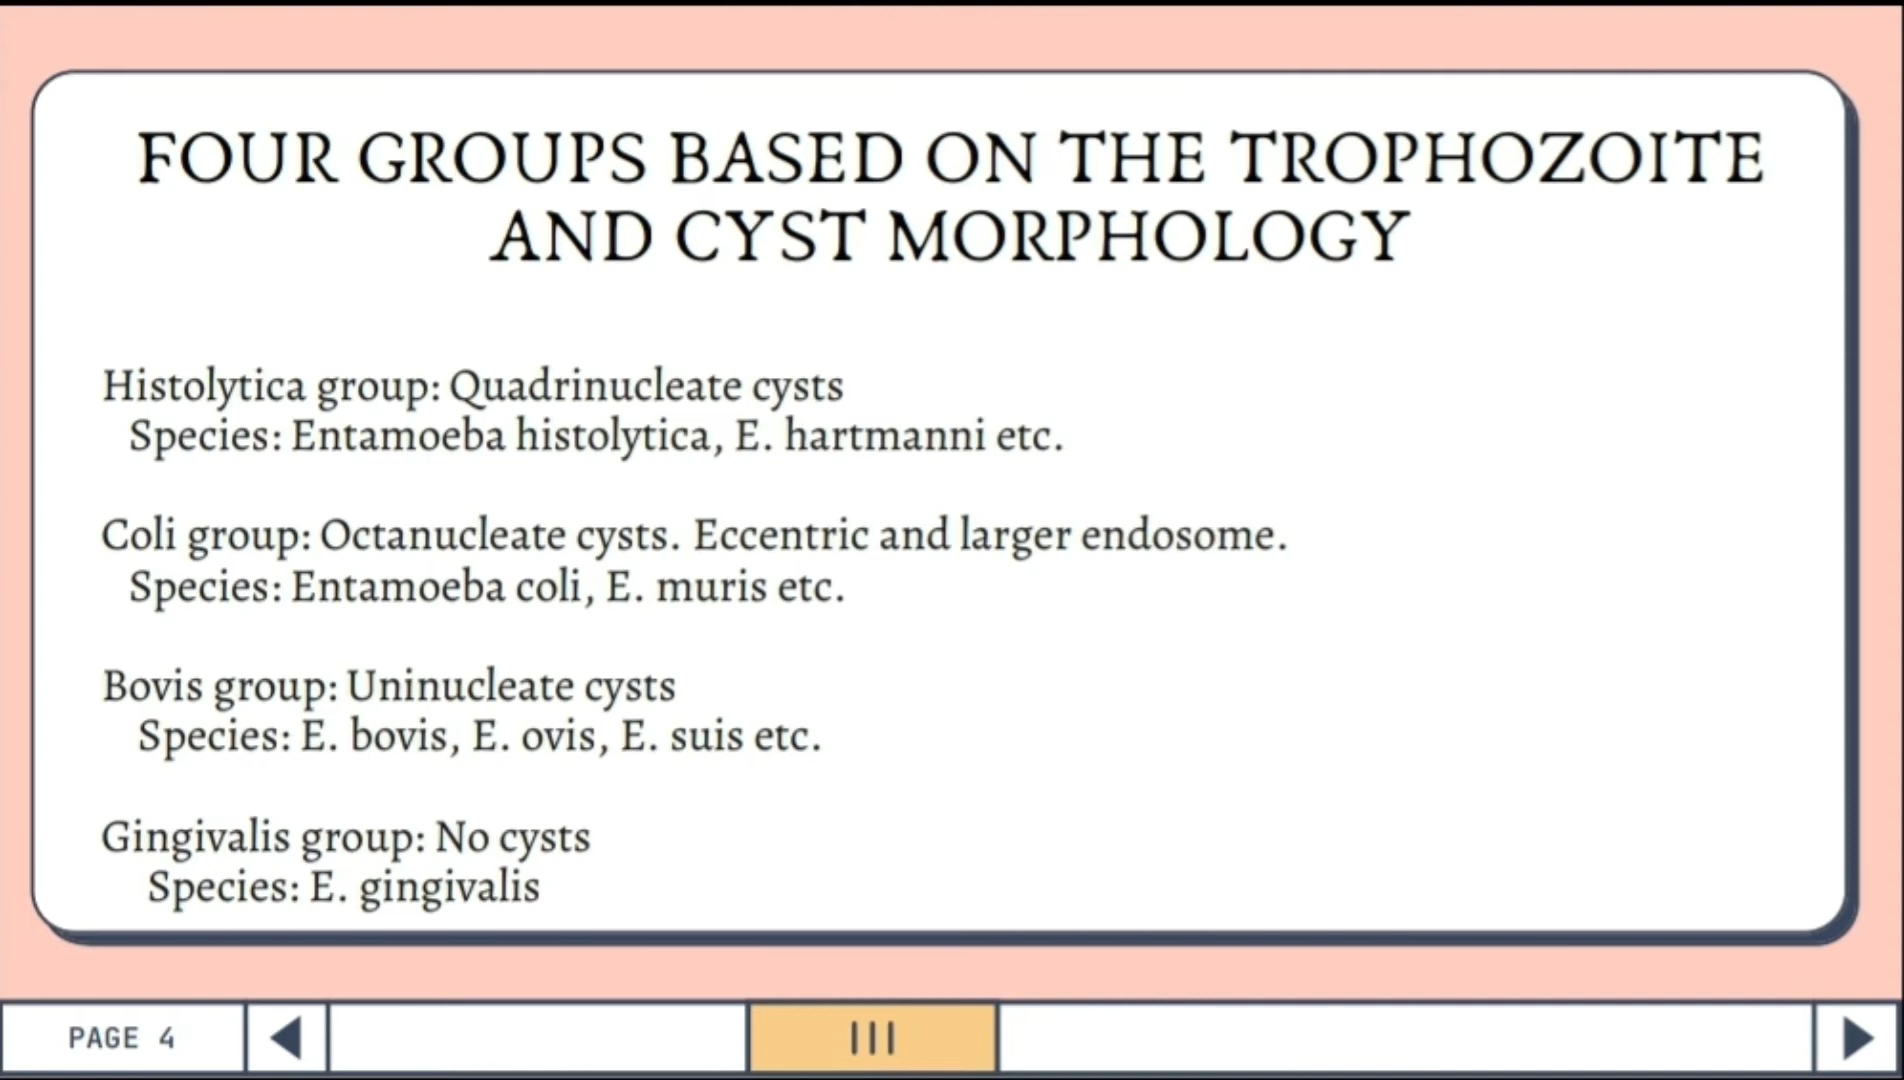 FOUR GROUPS BASED ON THE TROPHOZOITE
AND CYST MORPHOLOGY
Histolytica group: Quadrinucleate cysts
Species: Entamoeba histolytica, E. hartmanni etc.
Coli group: Octanucleate cysts. Eccentric and larger endosome.
Species: Entamoeba coli, E. muris etc.
Bovis group: Uninucleate cysts
Species: E. bovis, E. ovis, E. suis etc.
Gingivalis group: No cysts
Species: E. gingivalis
PAGE 4